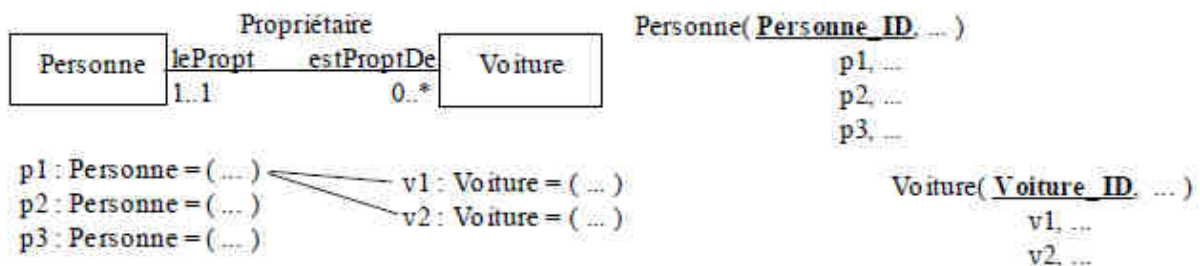 Propriétaire
Personne
lePropt
estProptDe
Voiture
1..1
0..*
Personne( Personne_ID, ... )
p1, ...
p2, ...
p3, ...
p1 : Personne = ( ... )
p2 : Personne = ( ... )
p3 : Personne = ( ... )
v1 : Voiture = ( ... )
v2 : Voiture = ( ... )
Voiture( Voiture_ID, ... )
v1, ...
v2, ...